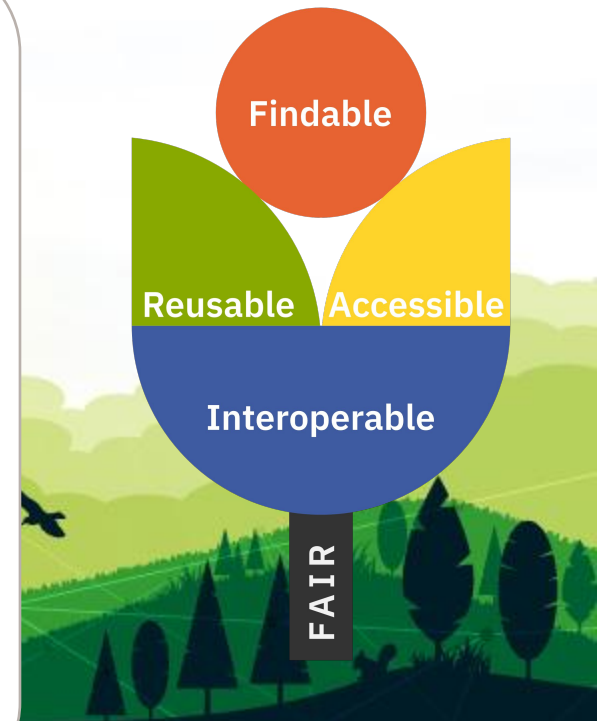 Findable
Reusable
Accessible
Interoperable
FAIR